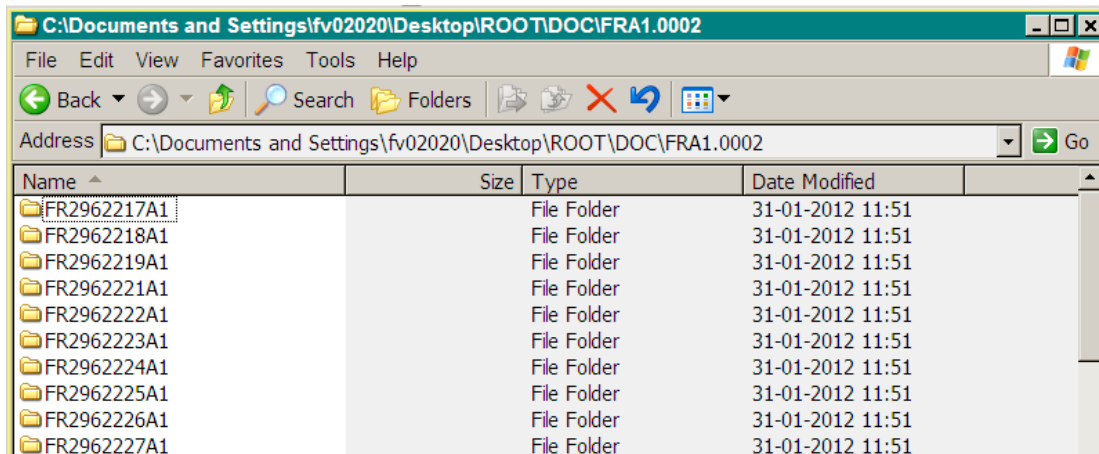 C:\Documents and Settings\fv02020\Desktop\ROOT\DOC\FRA1.0002
File Edit View Favorites Tools Help
Back Search Folders
Address C:\Documents and Settings\fv02020\Desktop\ROOT\DOC\FRA1.0002 Go
Name Size Type Date Modified
FR2962217A1 File Folder 31-01-2012 11:51
FR2962218A1 File Folder 31-01-2012 11:51
FR2962219A1 File Folder 31-01-2012 11:51
FR2962221A1 File Folder 31-01-2012 11:51
FR2962222A1 File Folder 31-01-2012 11:51
FR2962223A1 File Folder 31-01-2012 11:51
FR2962224A1 File Folder 31-01-2012 11:51
FR2962225A1 File Folder 31-01-2012 11:51
FR2962226A1 File Folder 31-01-2012 11:51
FR2962227A1 File Folder 31-01-2012 11:51